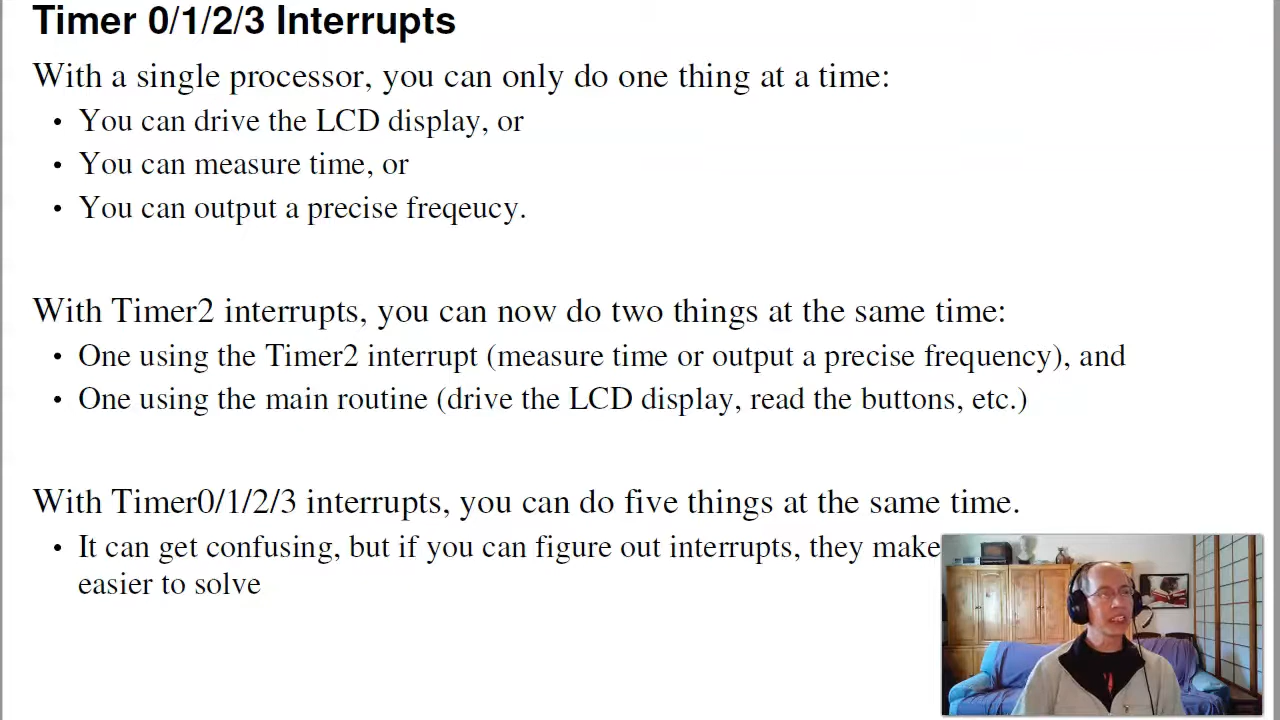 Timer 0/1/2/3 Interrupts
With a single processor, you can only do one thing at a time:
• You can drive the LCD display, or
• You can measure time, or
• You can output a precise freqeucy.
With Timer2 interrupts, you can now do two things at the same time:
• One using the Timer2 interrupt (measure time or output a precise frequency), and
• One using the main routine (drive the LCD display, read the buttons, etc.)
With Timer0/1/2/3 interrupts, you can do five things at the same time.
• It can get confusing, but if you can figure out interrupts, they make
easier to solve